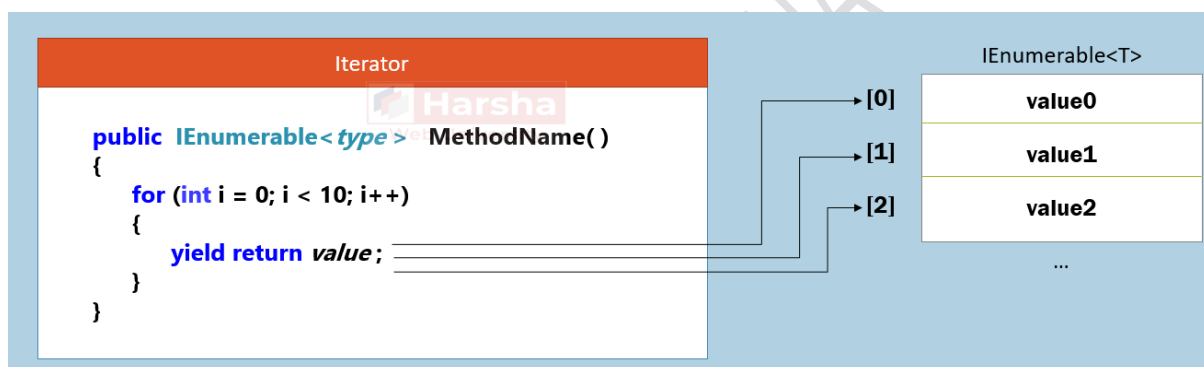 Iterator
Harsha
public IEnumerable<type> MethodName( )
{
for (int i = 0; i < 10; i++)
{
yield return value ;
}
}
IEnumerable<T>
[0] value0
[1] value1
[2] value2
...